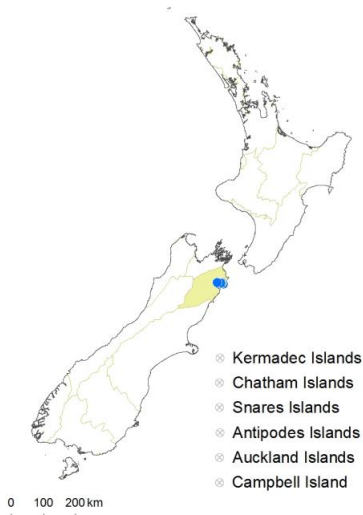 Kermadec Islands
Chatham Islands
Snares Islands
Antipodes Islands
Auckland Islands
Campbell Island
0 100 200 km